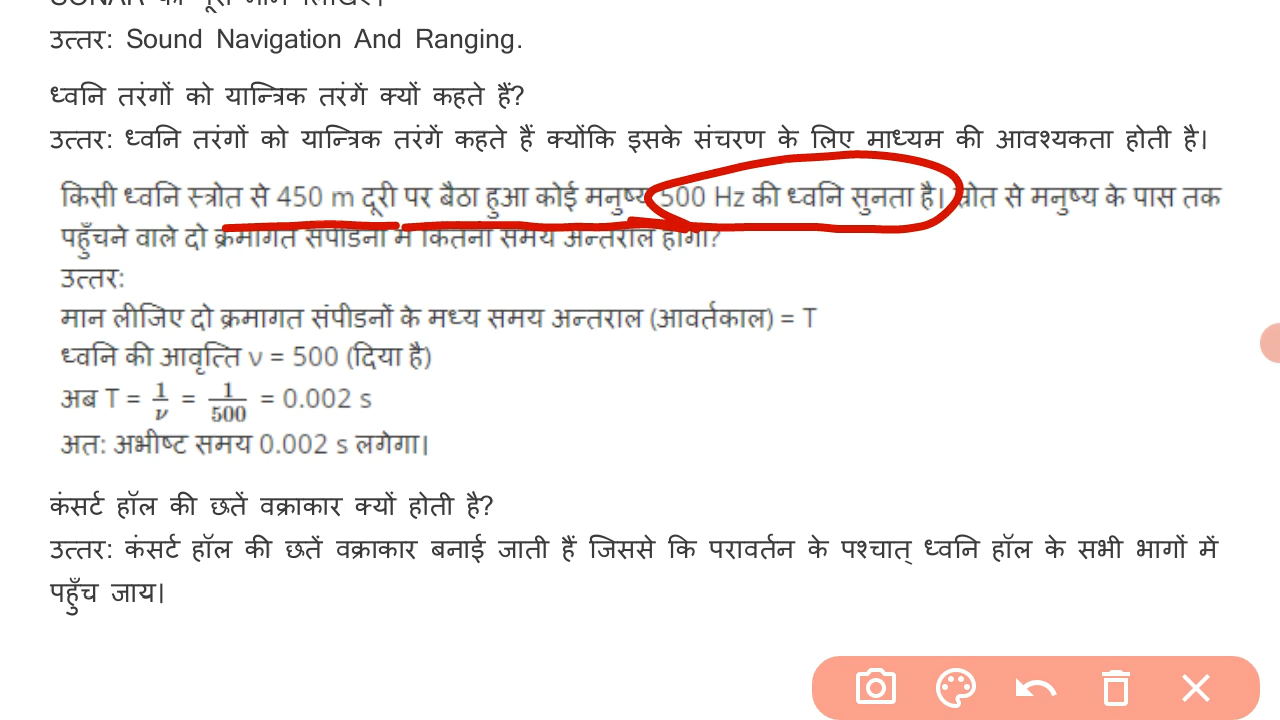 उत्तर: Sound Navigation And Ranging.
ध्वनि तरंगों को यान्त्रिक तरंगें क्यों कहते हैं?
उत्तर: ध्वनि तरंगों को यान्त्रिक तरंगें कहते हैं क्योंकि इसके संचरण के लिए माध्यम की आवश्यकता होती है।
किसी ध्वनि स्त्रोत से 450 m दूरी पर बैठा हुआ कोई मनुष्य 500 Hz की ध्वनि सुनता है। स्रोत से मनुष्य के पास तक
पहुँचने वाले दो क्रमागत संपीडनों में कितना समय अन्तराल होगा?
उत्तर:
मान लीजिए दो क्रमागत संपीडनों के मध्य समय अन्तराल (आवर्तकाल) = T
ध्वनि की आवृत्ति ν = 500 (दिया है)
अब T = 1/ν = 1/500 = 0.002 s
अत: अभीष्ट समय 0.002 s लगेगा।
कंसर्ट हॉल की छतें वक्राकार क्यों होती है?
उत्तर: कंसर्ट हॉल की छतें वक्राकार बनाई जाती हैं जिससे कि परावर्तन के पश्चात् ध्वनि हॉल के सभी भागों में
पहुँच जाय।